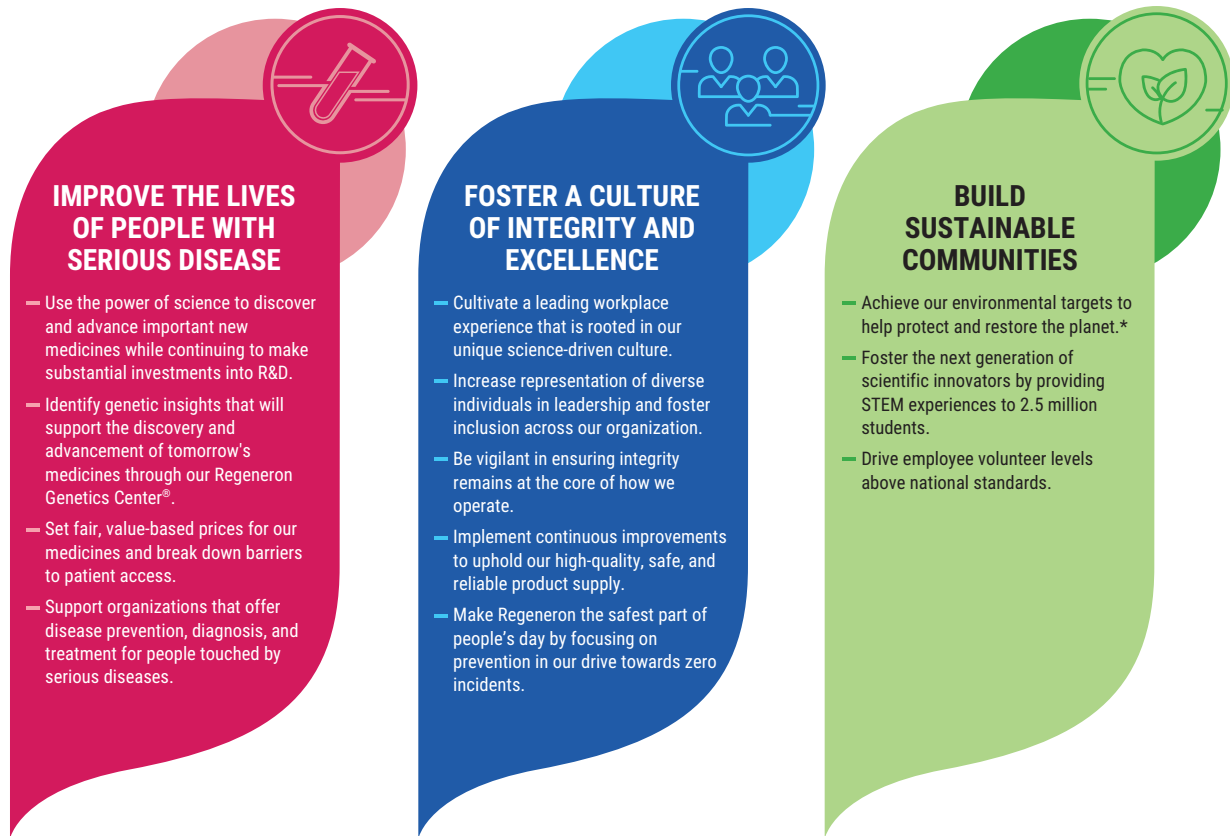 IMPROVE THE LIVES
OF PEOPLE WITH
SERIOUS DISEASE
Use the power of science to discover
and advance important new
medicines while continuing to make
substantial investments into R&D.
Identify genetic insights that will
support the discovery and
advancement of tomorrow's
medicines through our Regeneron
Genetics Center®.
Set fair, value-based prices for our
medicines and break down barriers
to patient access.
Support organizations that offer
disease prevention, diagnosis, and
treatment for people touched by
serious diseases.
FOSTER A CULTURE
OF INTEGRITY AND
EXCELLENCE
Cultivate a leading workplace
experience that is rooted in our
unique science-driven culture.
Increase representation of diverse
individuals in leadership and foster
inclusion across our organization.
Be vigilant in ensuring integrity
remains at the core of how we
operate.
Implement continuous improvements
to uphold our high-quality, safe, and
reliable product supply.
Make Regeneron the safest part of
people’s day by focusing on
prevention in our drive towards zero
incidents.
BUILD
SUSTAINABLE
COMMUNITIES
Achieve our environmental targets to
help protect and restore the planet.*
Foster the next generation of
scientific innovators by providing
STEM experiences to 2.5 million
students.
Drive employee volunteer levels
above national standards.